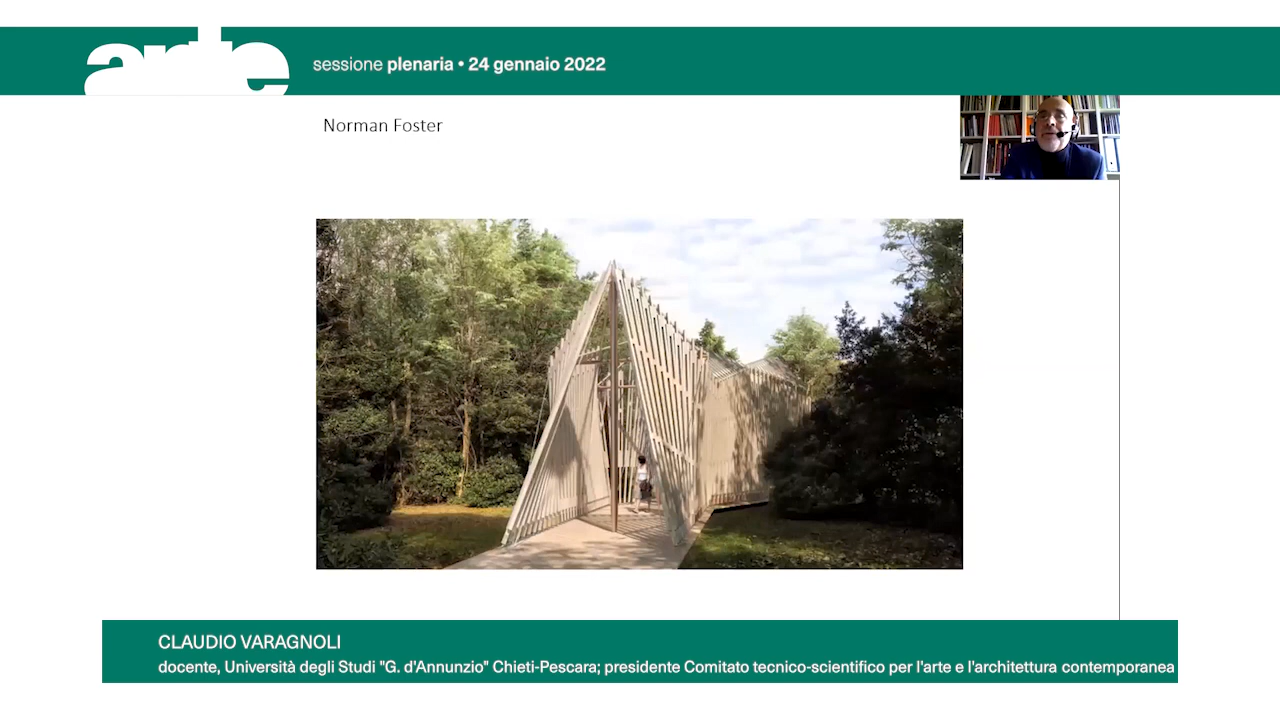 arte
sessione plenaria • 24 gennaio 2022
Norman Foster
CLAUDIO VARAGNOLI
docente, Università degli Studi "G. d'Annunzio" Chieti-Pescara; presidente Comitato tecnico-scientifico per l'arte e l'architettura contemporanea